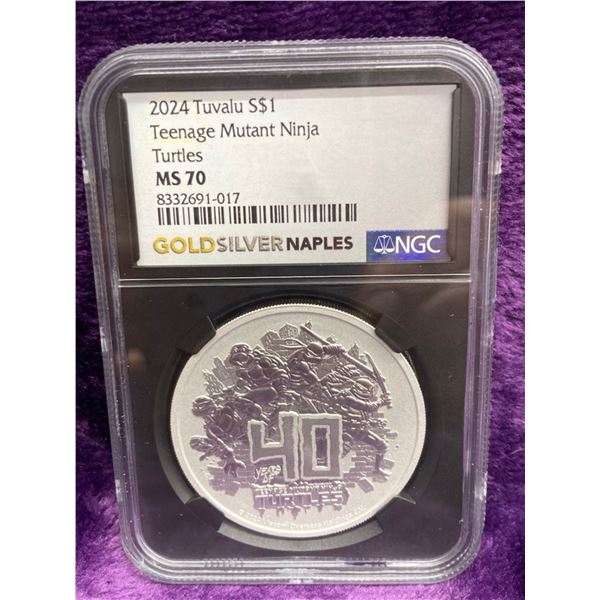 2024 Tuvalu S$1
Teenage Mutant Ninja
Turtles
MS 70
8332691-017
GOLDSILVERNAPLES
NGC
40
YEARS OF
TURTLES